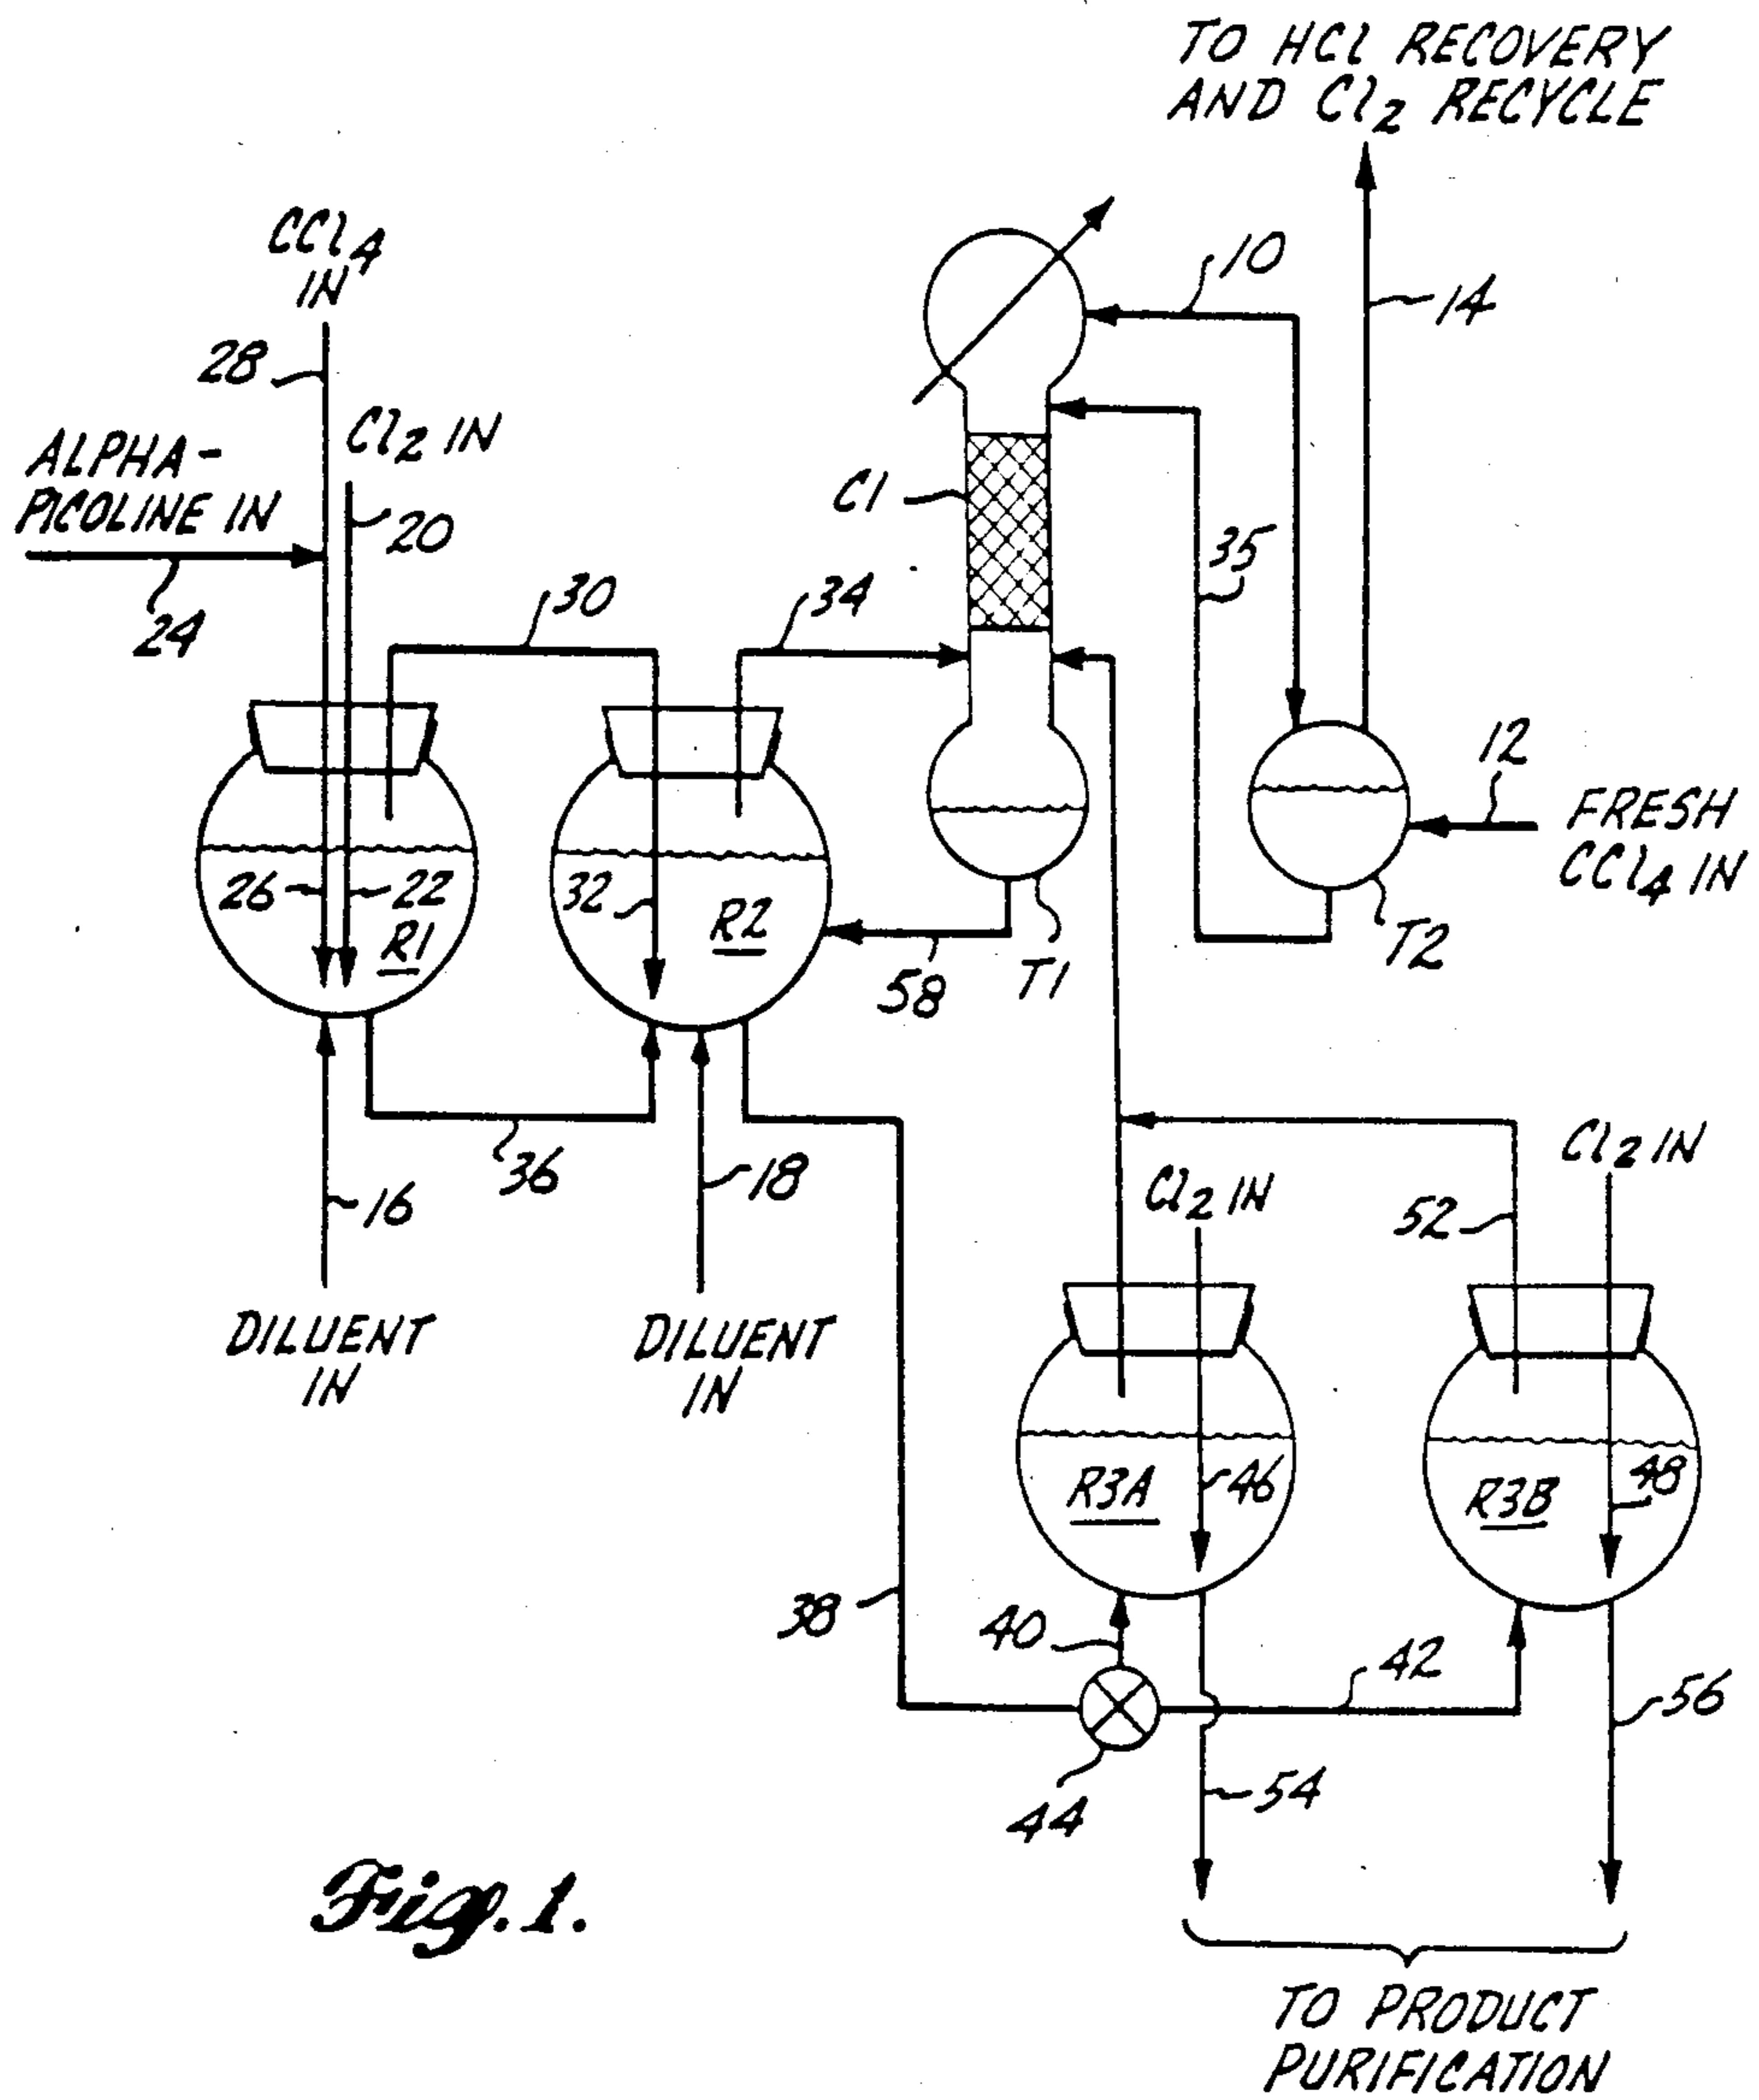 TO HCl RECOVERY
AND Cl2 RECYCLE
CCl4
IN
10
14
28
Cl2 IN
ALPHA-
PICOLINE IN
20
C1
35
24
30
34
12
FRESH
CCl4 IN
26
22
R1
32
R2
58
T1
T2
36
16
18
Cl2 IN
Cl2 IN
52
DILUENT
IN
DILUENT
IN
R3A
46
R3B
48
38
40
42
56
44
54
Fig. 1.
TO PRODUCT
PURIFICATION